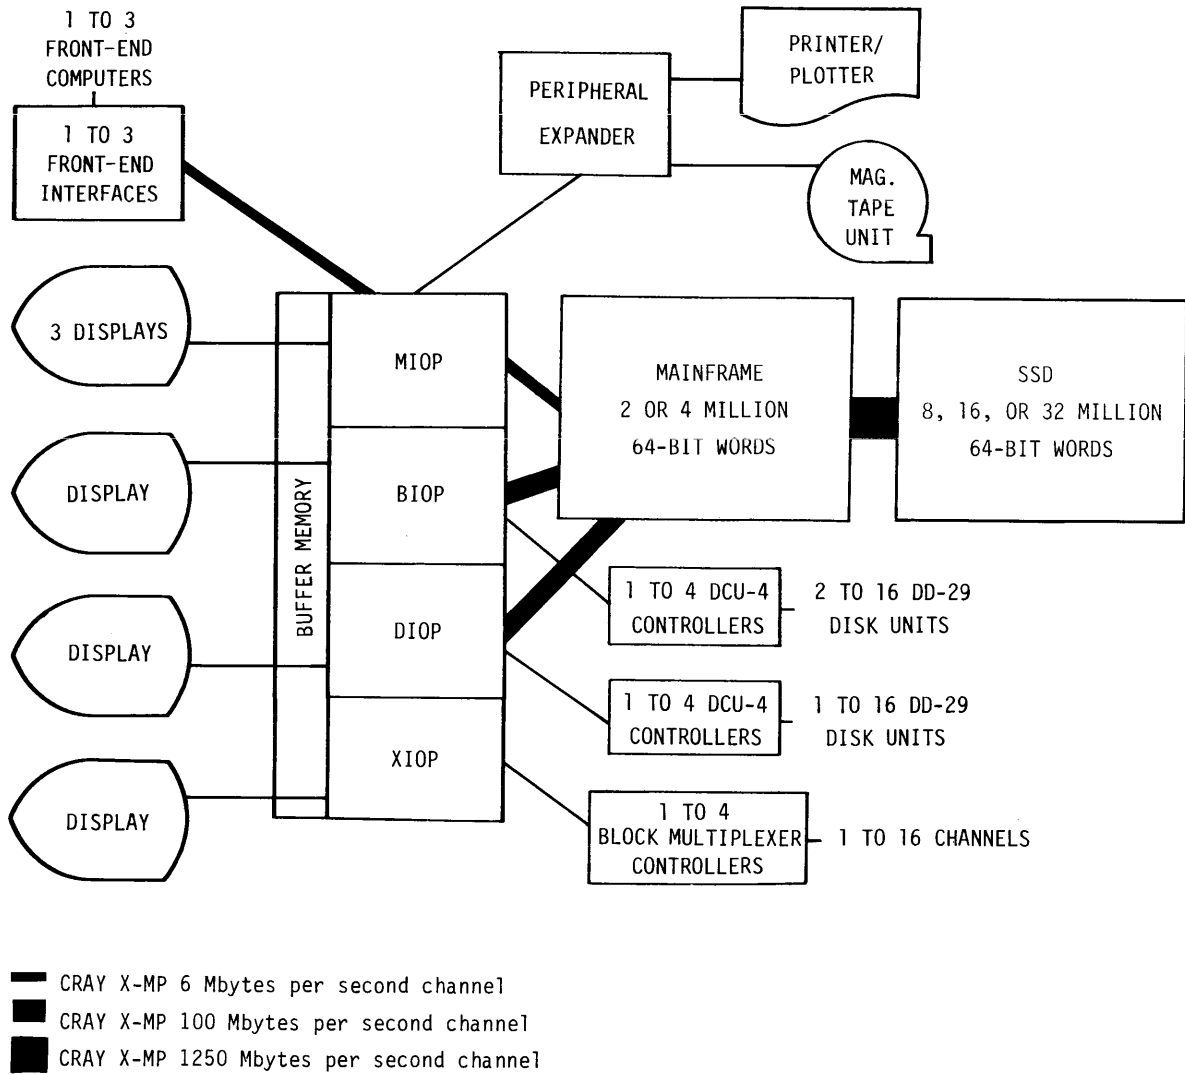 1 TO 3
FRONT-END
COMPUTERS
1 TO 3
FRONT-END
INTERFACES
PERIPHERAL
EXPANDER
PRINTER/
PLOTTER
MAG.
TAPE
UNIT
3 DISPLAYS
DISPLAY
DISPLAY
DISPLAY
BUFFER MEMORY
MIOP
BIOP
DIOP
XIOP
MAINFRAME
2 OR 4 MILLION
64-BIT WORDS
SSD
8, 16, OR 32 MILLION
64-BIT WORDS
1 TO 4 DCU-4
CONTROLLERS
2 TO 16 DD-29
DISK UNITS
1 TO 4 DCU-4
CONTROLLERS
1 TO 16 DD-29
DISK UNITS
1 TO 4
BLOCK MULTIPLEXER
CONTROLLERS
1 TO 16 CHANNELS
CRAY X-MP 6 Mbytes per second channel
CRAY X-MP 100 Mbytes per second channel
CRAY X-MP 1250 Mbytes per second channel